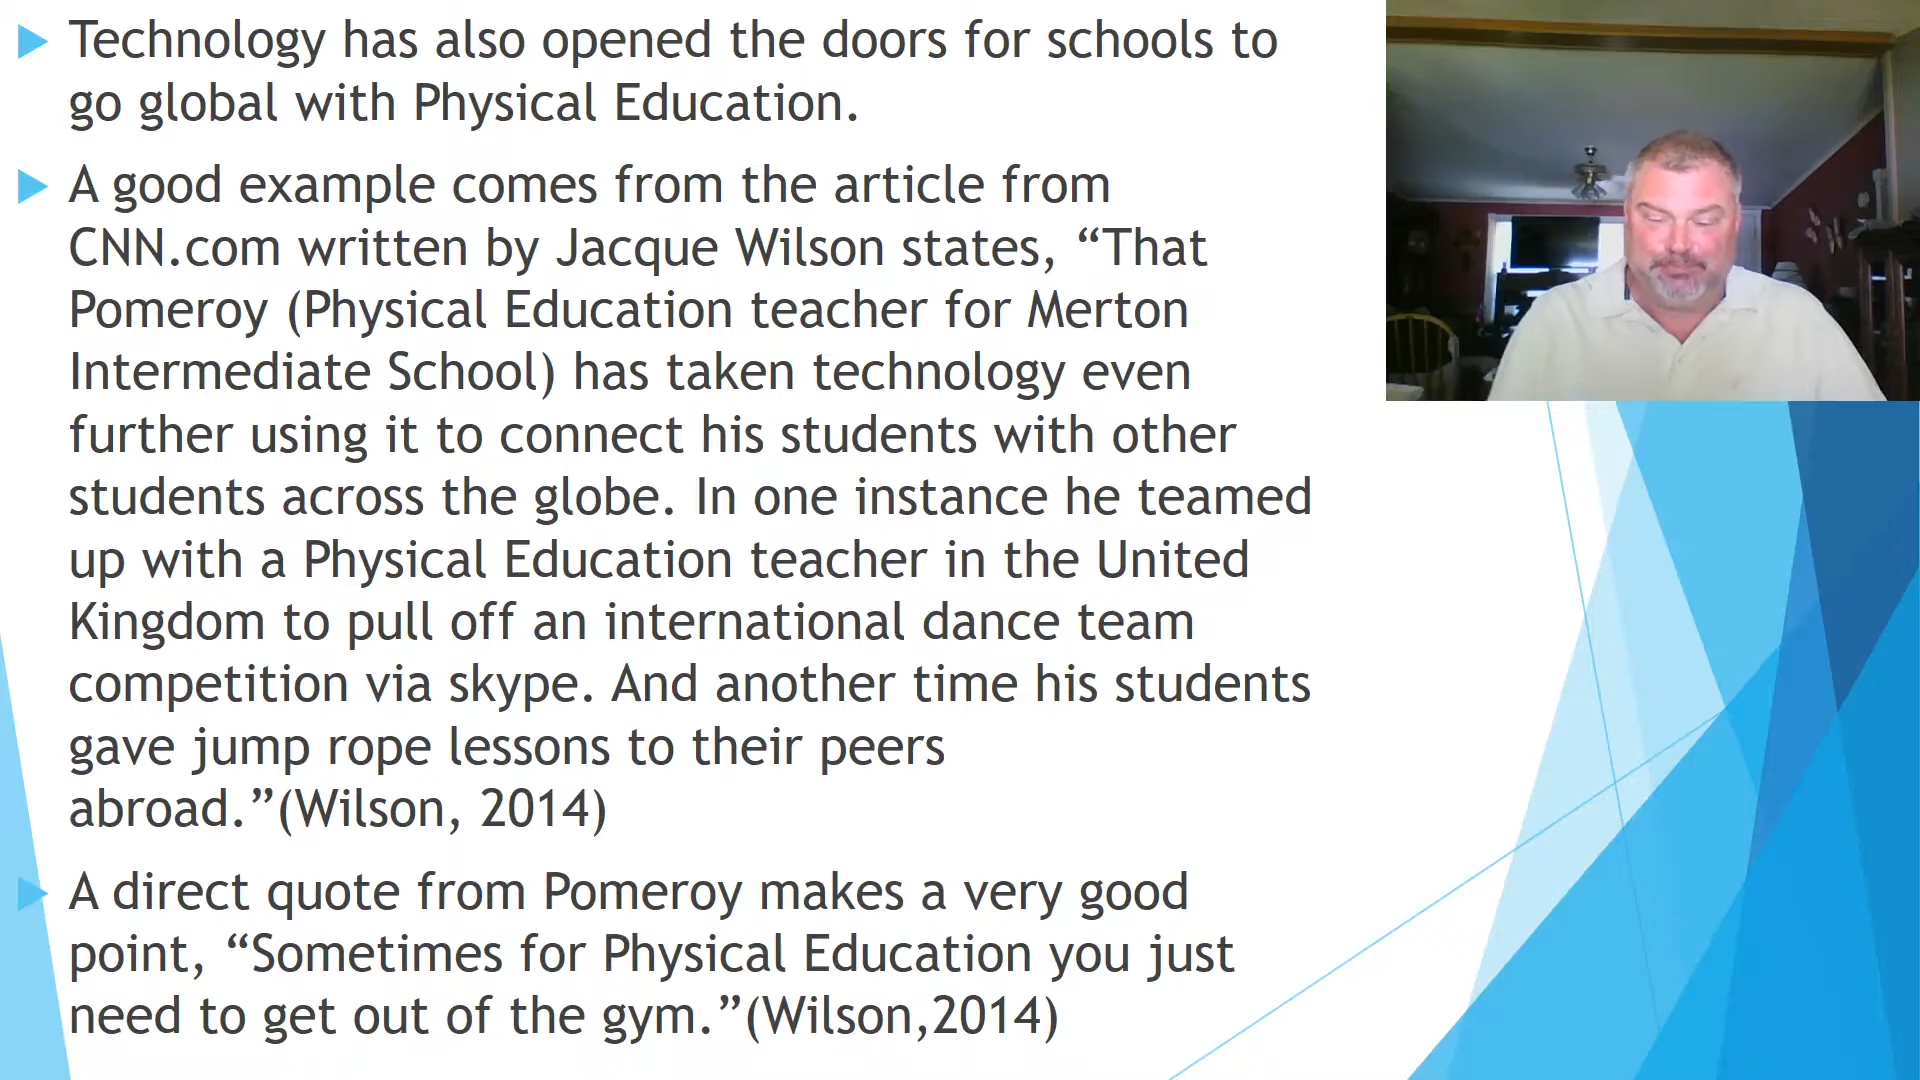 Technology has also opened the doors for schools to
go global with Physical Education.
A good example comes from the article from
CNN.com written by Jacque Wilson states, “That
Pomeroy (Physical Education teacher for Merton
Intermediate School) has taken technology even
further using it to connect his students with other
students across the globe. In one instance he teamed
up with a Physical Education teacher in the United
Kingdom to pull off an international dance team
competition via skype. And another time his students
gave jump rope lessons to their peers
abroad.”(Wilson, 2014)
A direct quote from Pomeroy makes a very good
point, “Sometimes for Physical Education you just
need to get out of the gym.”(Wilson,2014)